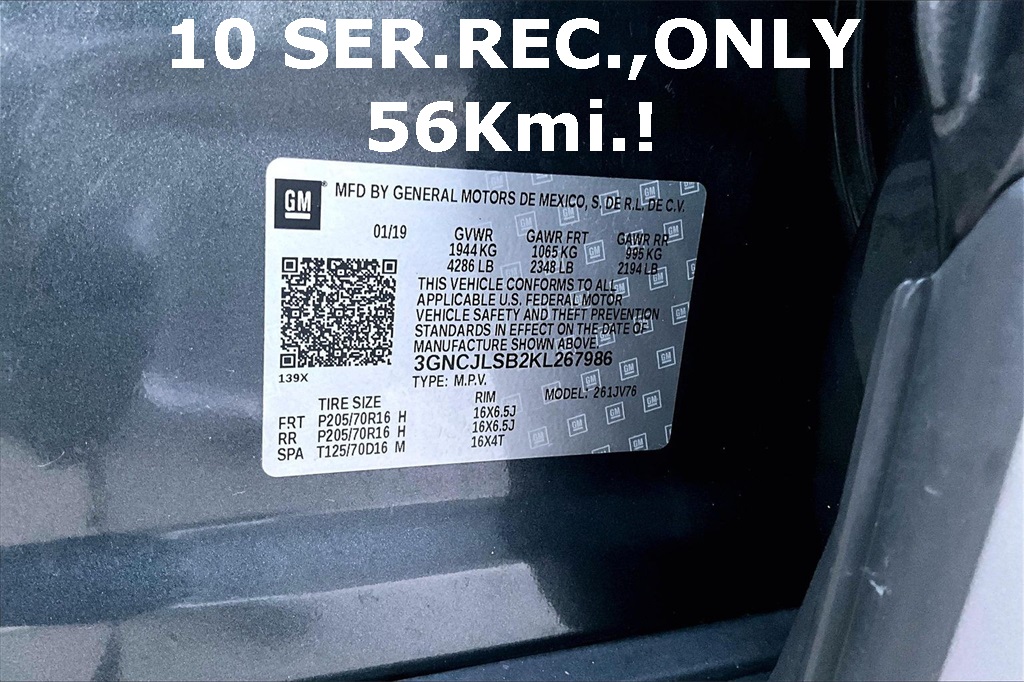 10 SER.REC.,ONLY
56Kmi.!
GM® MFD BY GENERAL MOTORS DE MEXICO, S. DE R.L. DE C.V.
01/19 GVWR GAWR FRT GAWR RR
1944 KG 1065 KG 995 KG
4286 LB 2348 LB 2194 LB
THIS VEHICLE CONFORMS TO ALL
APPLICABLE U.S. FEDERAL MOTOR
VEHICLE SAFETY AND THEFT PREVENTION
STANDARDS IN EFFECT ON THE DATE OF
MANUFACTURE SHOWN ABOVE.
3GNCJLSB2KL267986
139X TYPE: M.P.V. MODEL: 261JV76
TIRE SIZE RIM
FRT P205/70R16 H 16X6.5J
RR P205/70R16 H 16X6.5J
SPA T125/70D16 M 16X4T